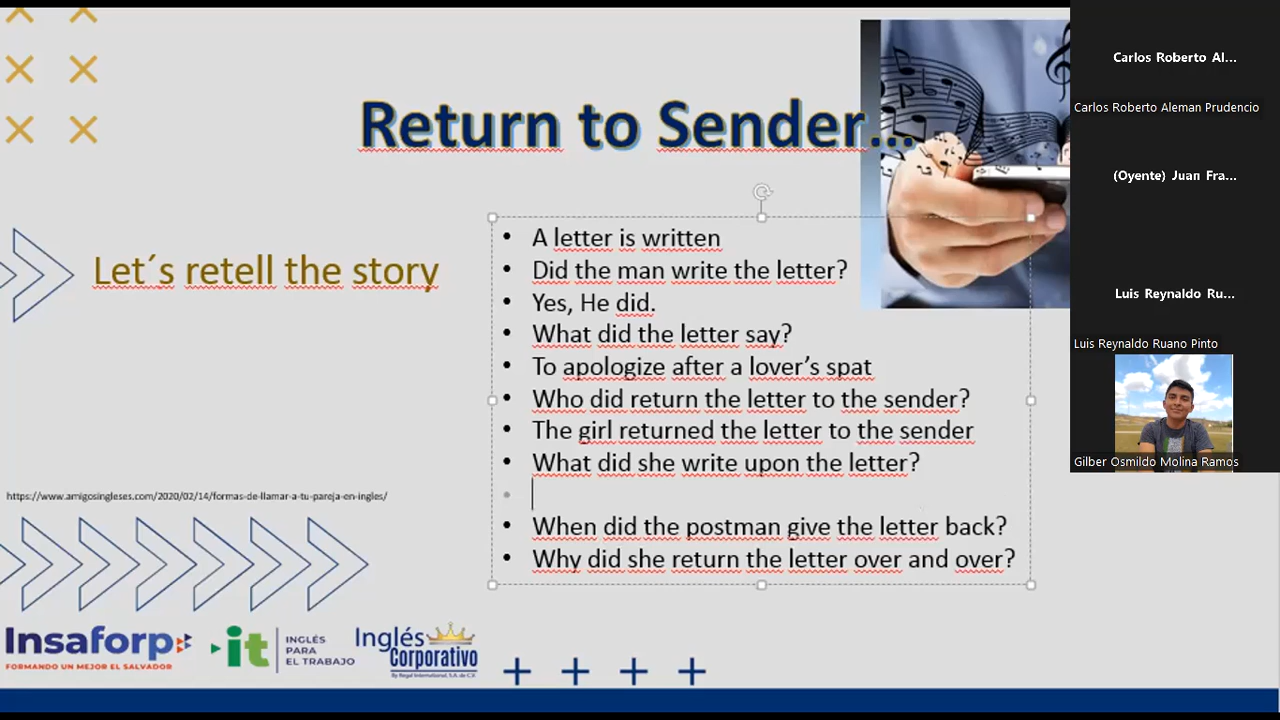 Return to Sender...
Let´s retell the story
• A letter is written
• Did the man write the letter?
• Yes, He did.
• What did the letter say?
• To apologize after a lover’s spat
• Who did return the letter to the sender?
• The girl returned the letter to the sender
• What did she write upon the letter?
•
• When did the postman give the letter back?
• Why did she return the letter over and over?
https://www.amigosingleses.com/2020/02/14/formas-de-llamar-a-tu-pareja-en-ingles/
Insaforp
FORMANDO UN MEJOR EL SALVADOR
it
INGLÉS
PARA
EL TRABAJO
Inglés
Corporativo
By Regal International, S.A. de C.V.
Carlos Roberto Al...
Carlos Roberto Aleman Prudencio
(Oyente) Juan Fra...
Luis Reynaldo Ru...
Luis Reynaldo Ruano Pinto
Gilber Osmildo Molina Ramos